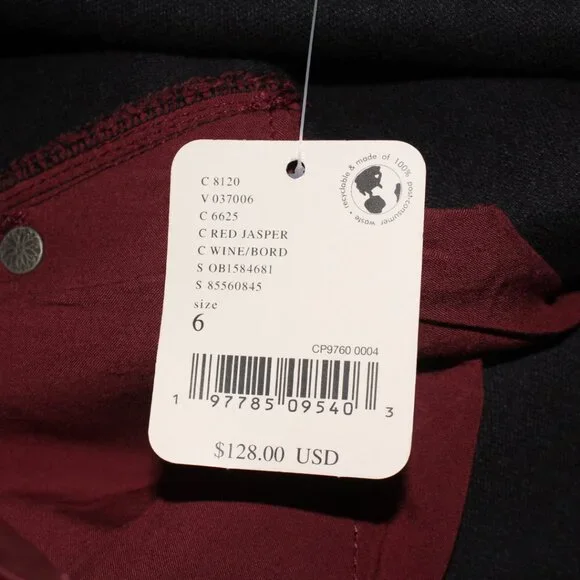 recyclable & made of 100% post-consumer waste •
C 8120
V 037006
C 6625
C RED JASPER
C WINE/BORD
S OB1584681
S 85560845
size
6
CP9760 0004
1 97785 09540 3
$128.00 USD